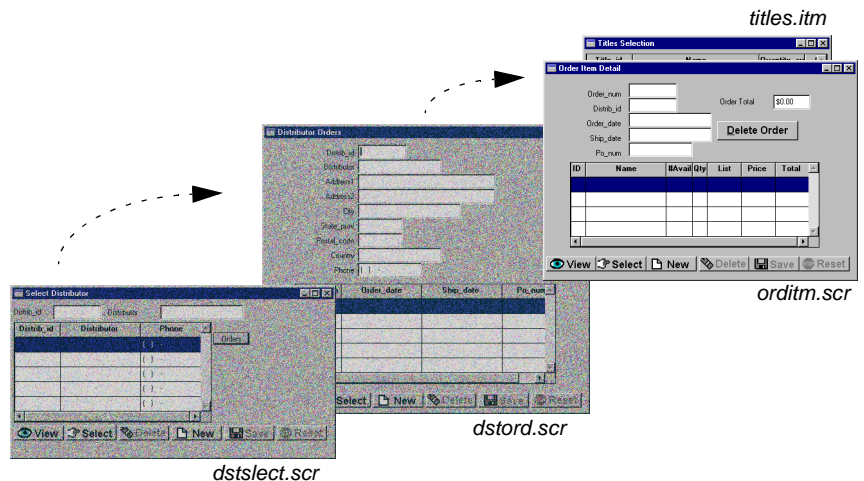 titles.itm
Titles Selection
Title_id Name
Order Item Detail
Order_num
Distrib_id
Order_date
Ship_date
Po_num
Order Total $0.00
Delete Order
ID Name #Avail Qty List Price Total
View Select New Delete Save Reset
orditm.scr
Distributor Orders
Distrib_id
Distributor
Address1
Address2
City
State_prov
Postal_code
Country
Phone ( ) -
Order_date Ship_date Po_num
Select New Delete Save Reset
dstord.scr
Select Distributor
Distrib_id Distributor
Distrib_id Distributor Phone
Orders
( ) -
( ) -
( ) -
( ) -
( ) -
View Select Delete New Save Reset
dstslect.scr